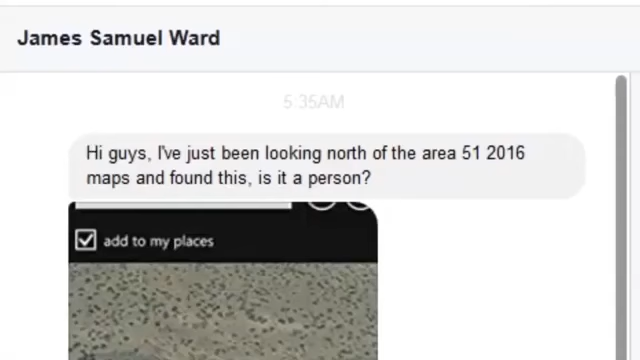 James Samuel Ward
5:35AM
Hi guys, I've just been looking north of the area 51 2016
maps and found this, is it a person?
add to my places